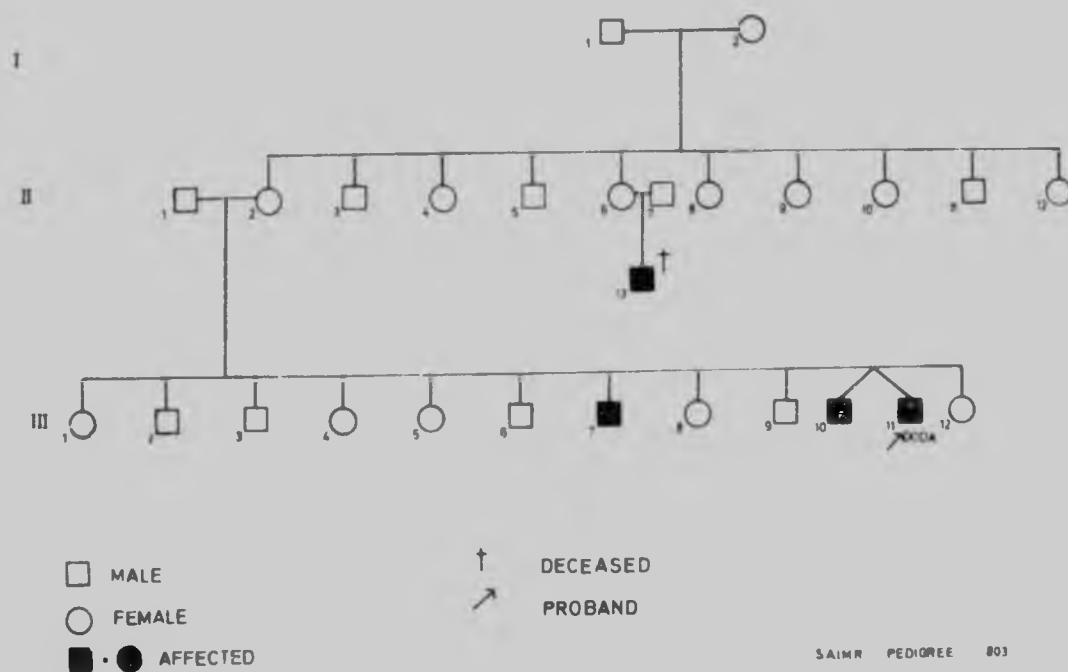 I
1 2
II
1 2 3 4 5 6 7 8 9 10 11 12
†
13
III
1 2 3 4 5 6 7 8 9 10 11 12
MALE
FEMALE
AFFECTED
† DECEASED
PROBAND
SAIMR PEDIGREE 803